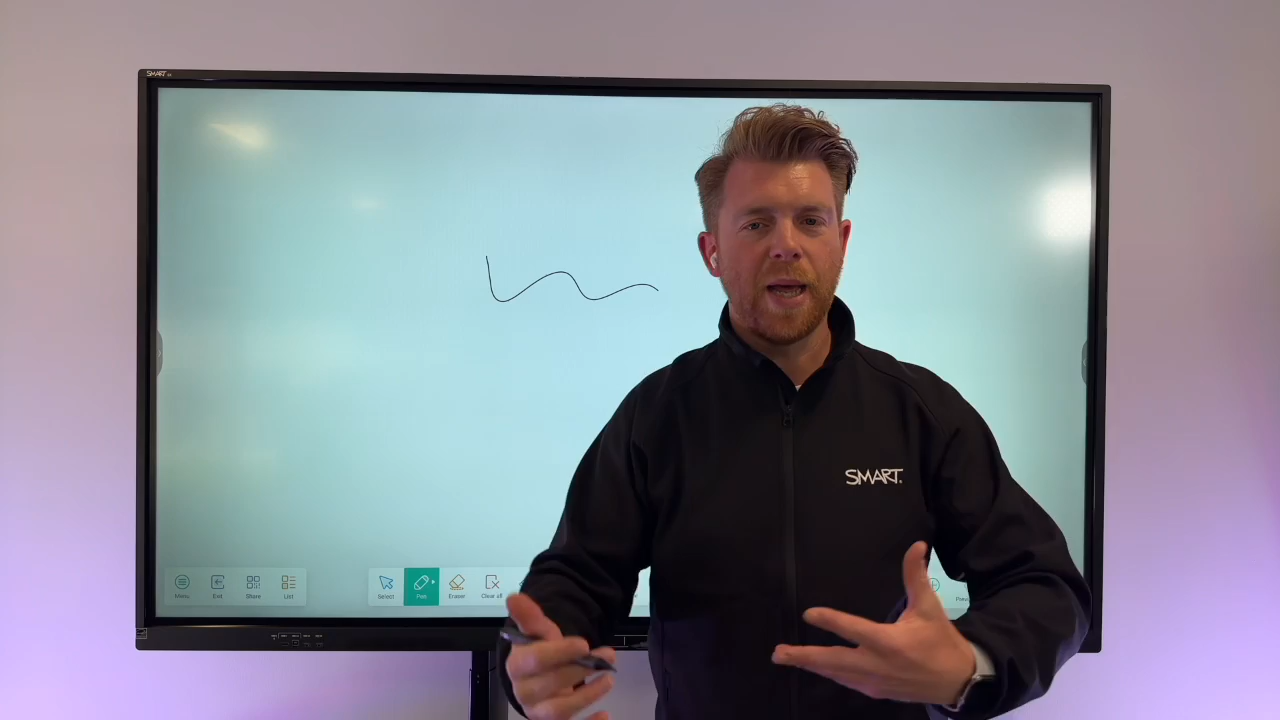 SMART
SMART
Menu
Exit
Share
List
Select
Pen
Eraser
Clear all